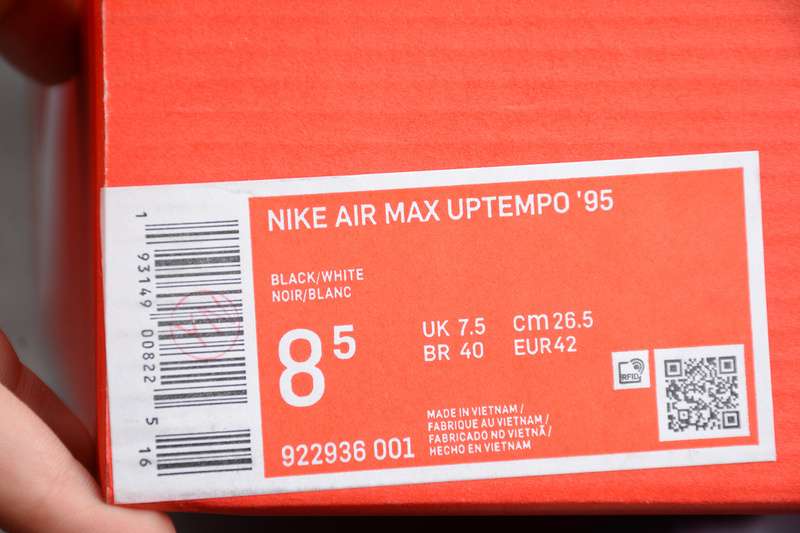 NIKE AIR MAX UPTEMPO '95
BLACK/WHITE
NOIR/BLANC
8 5
UK 7.5 cm 26.5
BR 40 EUR 42
RFID
922936 001
MADE IN VIETNAM /
FABRIQUE AU VIETNAM /
FABRICADO NO VIETNÃ /
HECHO EN VIETNAM
1 93149 00822 5 16